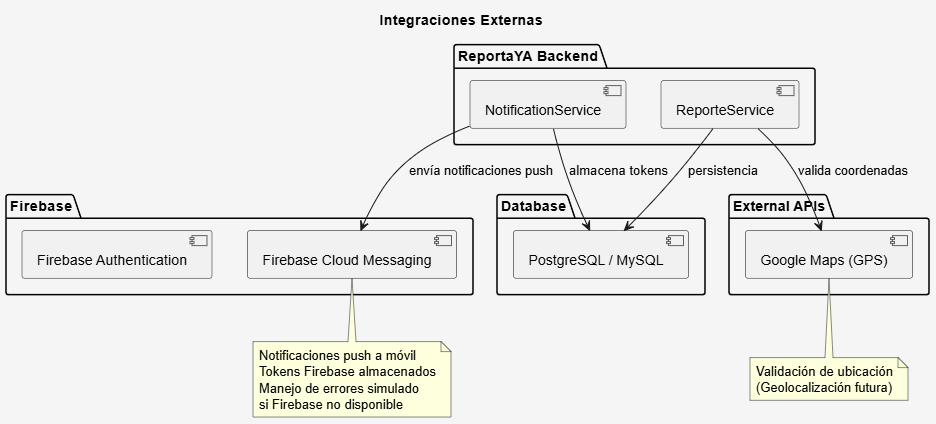 Integraciones Externas
ReportaYA Backend
NotificationService
ReporteService
envía notificaciones push
almacena tokens
persistencia
valida coordenadas
Firebase
Firebase Authentication
Firebase Cloud Messaging
Database
PostgreSQL / MySQL
External APIs
Google Maps (GPS)
Notificaciones push a móvil
Tokens Firebase almacenados
Manejo de errores simulado
si Firebase no disponible
Validación de ubicación
(Geolocalización futura)